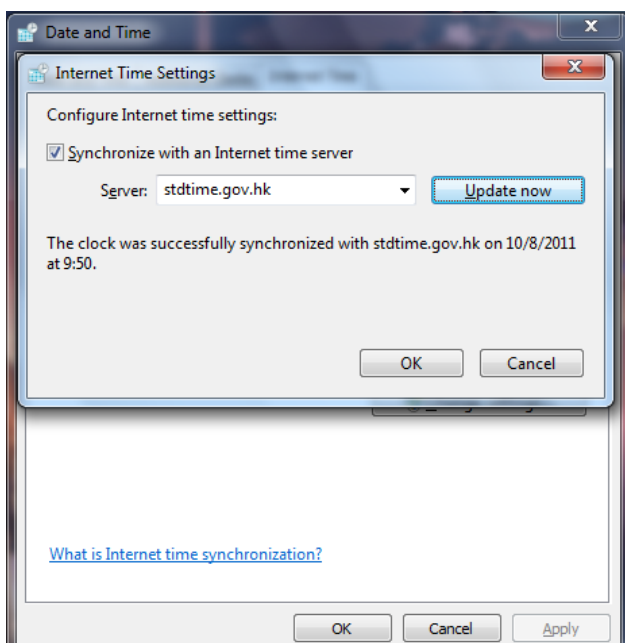 Date and Time
Internet Time Settings
Configure Internet time settings:
Synchronize with an Internet time server
Server: stdtime.gov.hk Update now
The clock was successfully synchronized with stdtime.gov.hk on 10/8/2011
at 9:50.
OK Cancel
What is Internet time synchronization?
OK Cancel Apply